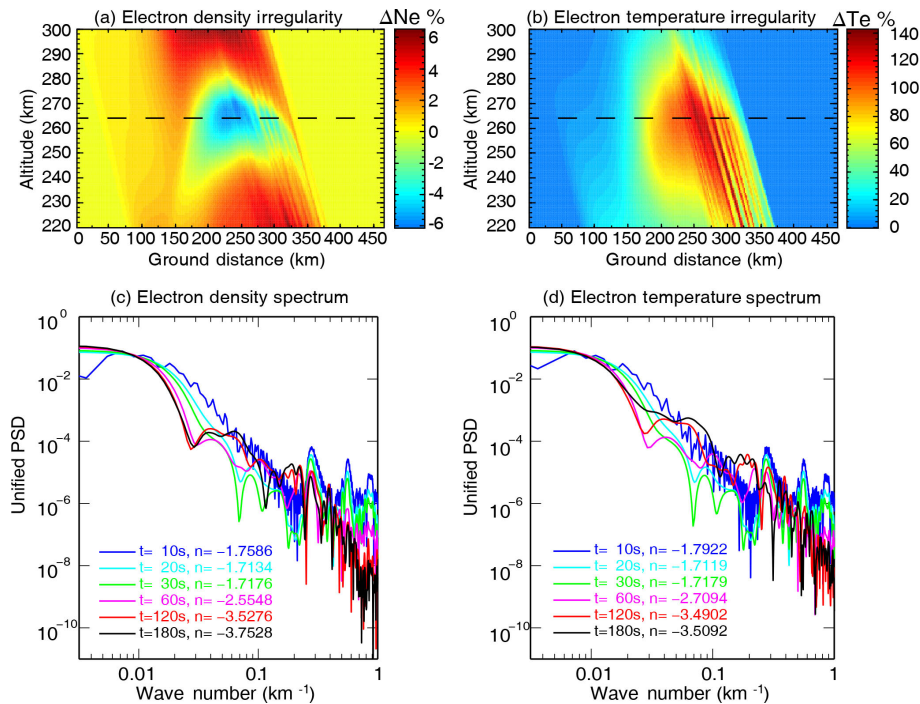 (a) Electron density irregularity
ΔNe %
(b) Electron temperature irregularity
ΔTe %
300
290
280
270
260
250
240
230
220
Altitude (km)
0 50 100 150 200 250 300 350 400 450
Ground distance (km)
6
4
2
0
-2
-4
-6
300
290
280
270
260
250
240
230
220
Altitude (km)
0 50 100 150 200 250 300 350 400 450
Ground distance (km)
140
120
100
80
60
40
20
0
(c) Electron density spectrum
(d) Electron temperature spectrum
10^0
10^-2
10^-4
10^-6
10^-8
10^-10
Unified PSD
t= 10s, n= -1.7586
t= 20s, n= -1.7134
t= 30s, n= -1.7176
t= 60s, n= -2.5548
t=120s, n= -3.5276
t=180s, n= -3.7528
0.01 0.1 1
Wave number (km^-1)
10^0
10^-2
10^-4
10^-6
10^-8
10^-10
Unified PSD
t= 10s, n= -1.7922
t= 20s, n= -1.7119
t= 30s, n= -1.7179
t= 60s, n= -2.7094
t=120s, n= -3.4902
t=180s, n= -3.5092
0.01 0.1 1
Wave number (km^-1)